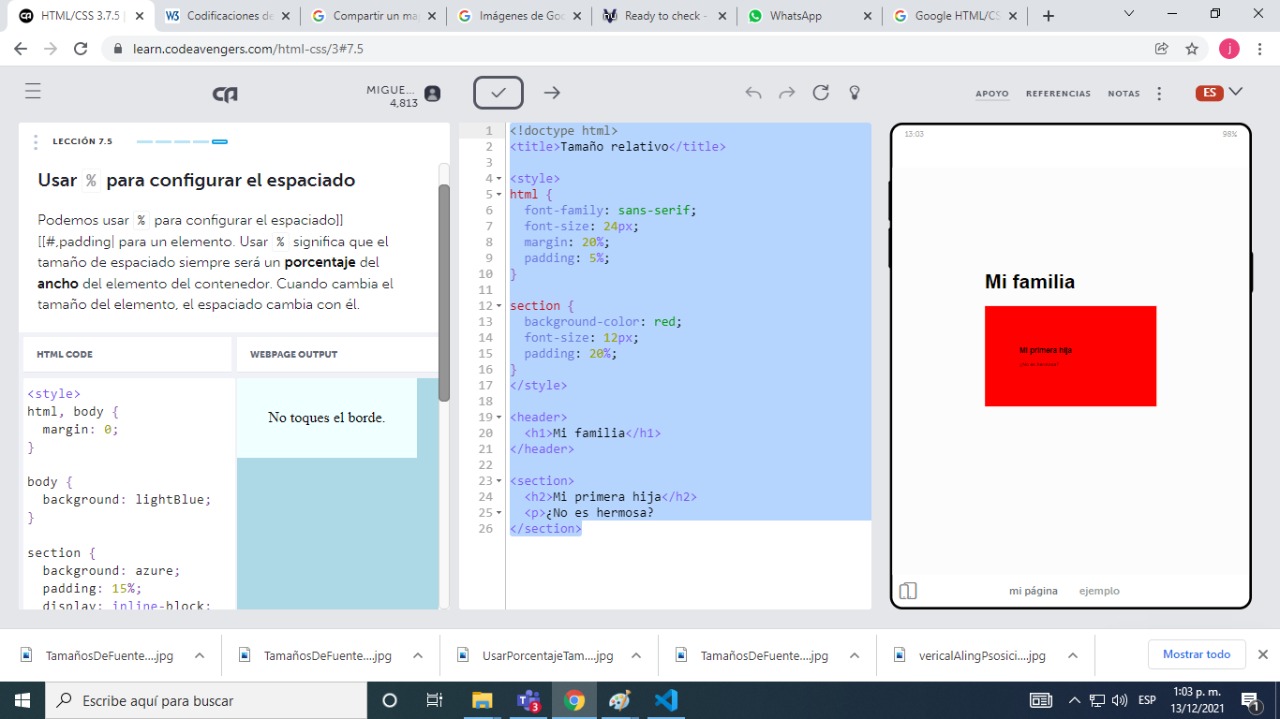 HTML/CSS 3.7.5 |
Codificaciones de
Compartir un ma
Imágenes de Goo
Ready to check -
WhatsApp
Google HTML/CS
learn.codeavengers.com/html-css/3#7.5
MIGUE...
4,813
APOYO
REFERENCIAS
NOTAS
ES
LECCIÓN 7.5
Usar % para configurar el espaciado
Podemos usar % para configurar el espaciado]]
[[#,padding| para un elemento. Usar % significa que el
tamaño de espaciado siempre será un porcentaje del
ancho del elemento del contenedor. Cuando cambia el
tamaño del elemento, el espaciado cambia con él.
HTML CODE
WEBPAGE OUTPUT
<style>
html, body {
margin: 0;
}
body {
background: lightBlue;
}
section {
background: azure;
padding: 15%;
display: inline-block;
No toques el borde.
1 <!doctype html>
2 <title>Tamaño relativo</title>
3
4 <style>
5 html {
6 font-family: sans-serif;
7 font-size: 24px;
8 margin: 20%;
9 padding: 5%;
10 }
11
12 section {
13 background-color: red;
14 font-size: 12px;
15 padding: 20%;
16 }
17 </style>
18
19 <header>
20 <h1>Mi familia</h1>
21 </header>
22
23 <section>
24 <h2>Mi primera hija</h2>
25 <p>¿No es hermosa?
26 </section>
13:03
98%
Mi familia
Mi primera hija
¿No es hermosa?
mi página
ejemplo
TamañosDeFuente....jpg
TamañosDeFuente....jpg
UsarPorcentajeTam....jpg
TamañosDeFuente....jpg
vericalAlingPsosici....jpg
Mostrar todo
Escribe aquí para buscar
3
ESP
1:03 p. m.
13/12/2021
1